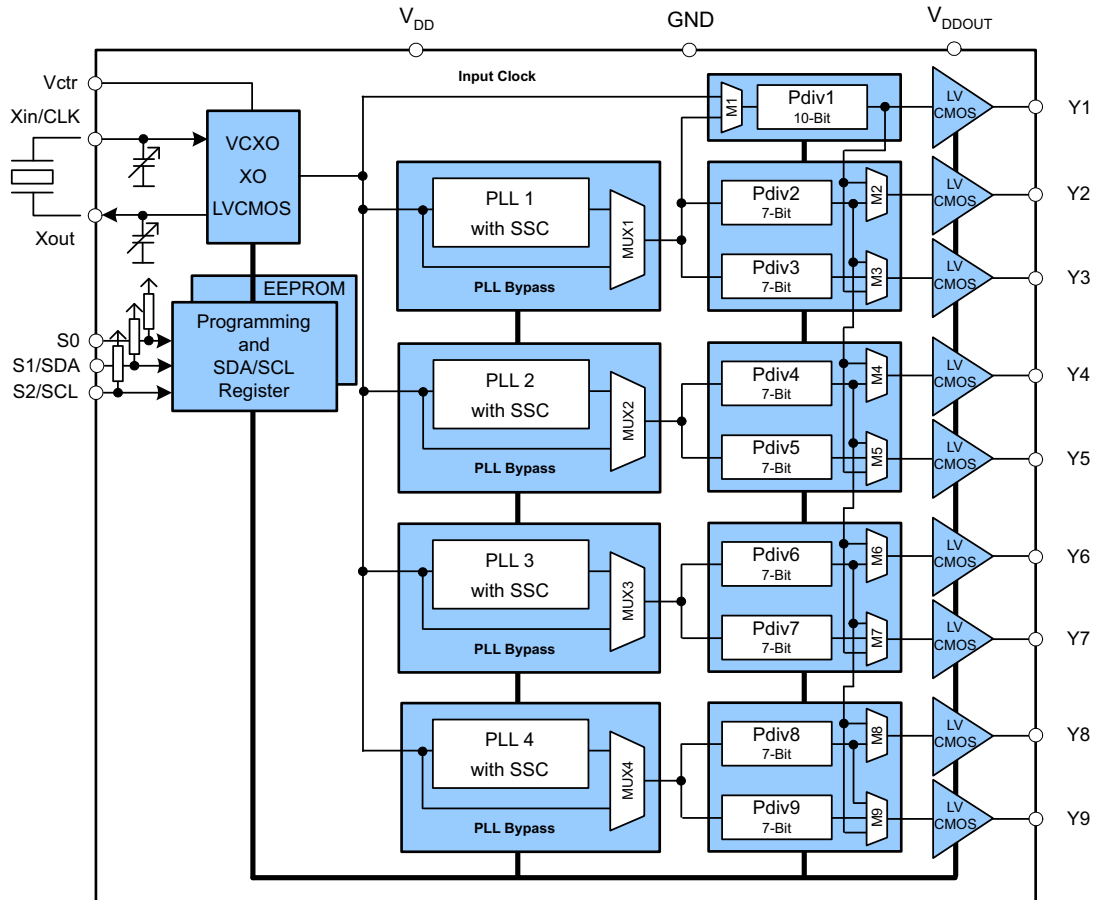 VDD
GND
VDDOUT
Vctr
Input Clock
Xin/CLK
VCXO
XO
LVCMOS
Xout
M1
Pdiv1
10-Bit
LV
CMOS
Y1
PLL 1
with SSC
MUX1
PLL Bypass
Pdiv2
7-Bit
M2
LV
CMOS
Y2
Pdiv3
7-Bit
M3
LV
CMOS
Y3
EEPROM
Programming
and
SDA/SCL
Register
S0
S1/SDA
S2/SCL
PLL 2
with SSC
MUX2
PLL Bypass
Pdiv4
7-Bit
M4
LV
CMOS
Y4
Pdiv5
7-Bit
M5
LV
CMOS
Y5
PLL 3
with SSC
MUX3
PLL Bypass
Pdiv6
7-Bit
M6
LV
CMOS
Y6
Pdiv7
7-Bit
M7
LV
CMOS
Y7
PLL 4
with SSC
MUX4
PLL Bypass
Pdiv8
7-Bit
M8
LV
CMOS
Y8
Pdiv9
7-Bit
M9
LV
CMOS
Y9